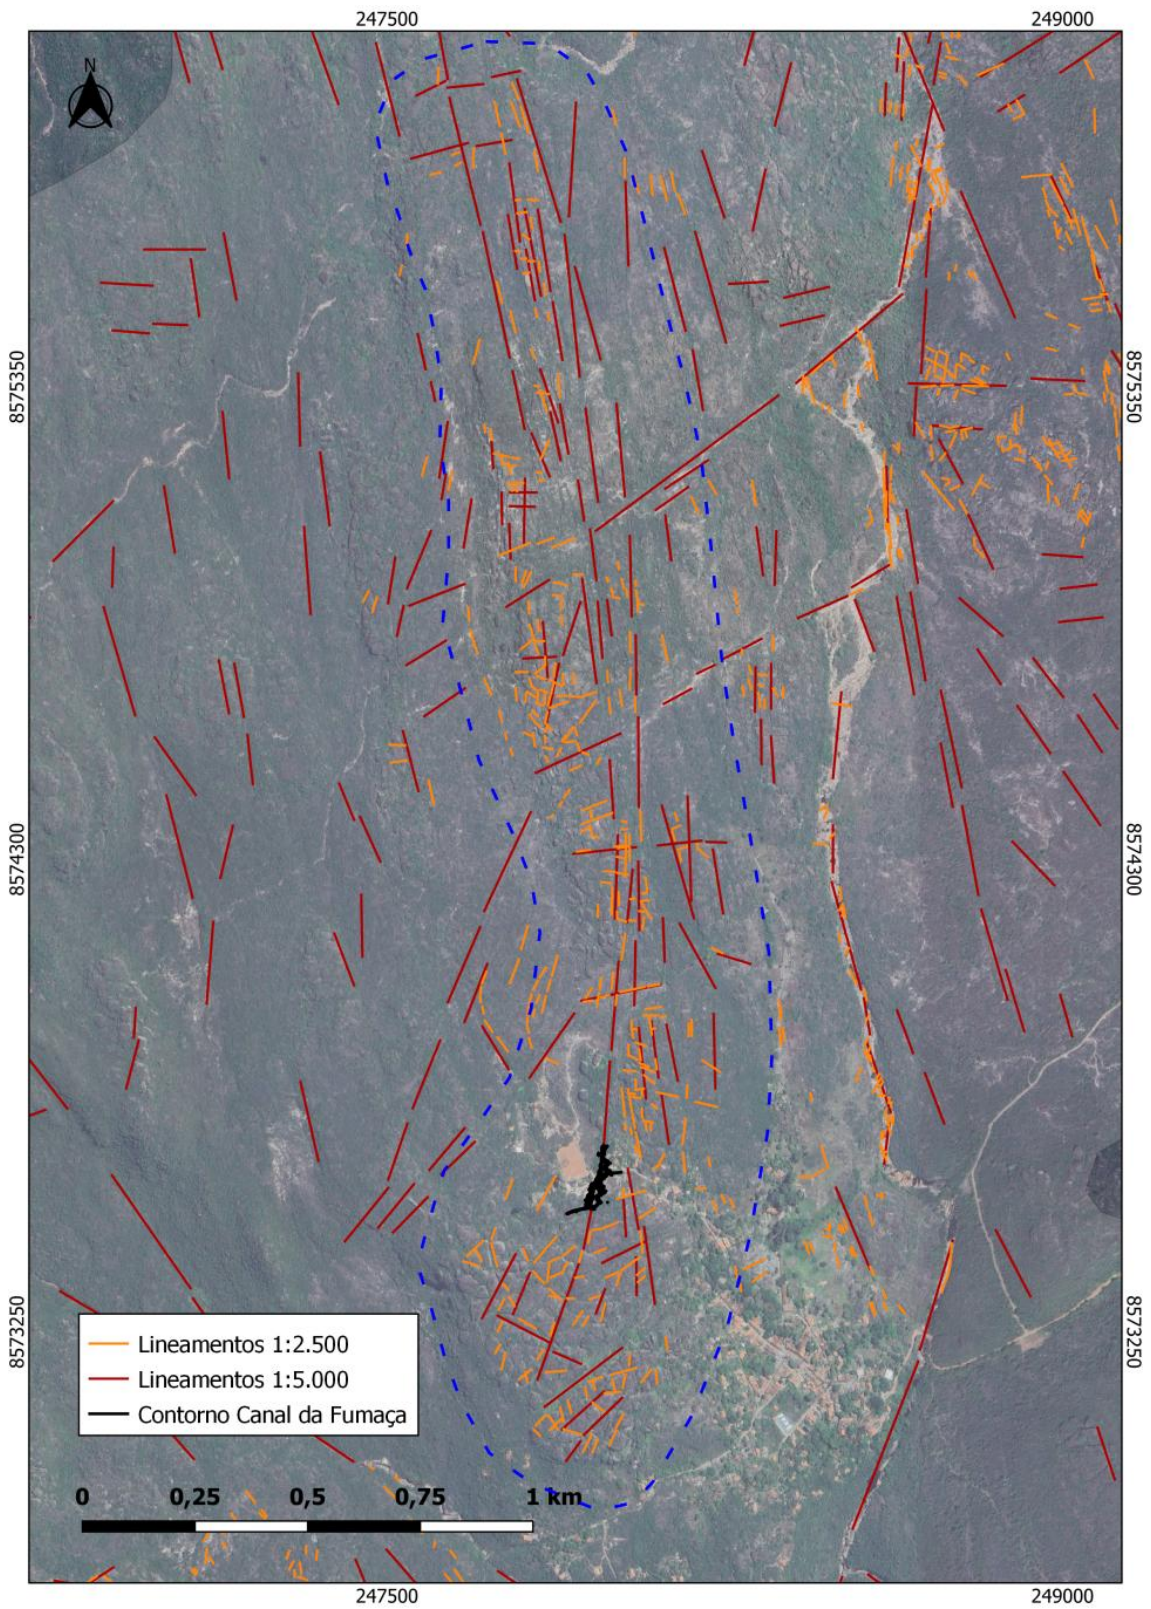 247500 249000
N
8575350 8575350
8574300 8574300
8573250 8573250
Lineamentos 1:2.500
Lineamentos 1:5.000
Contorno Canal da Fumaça
0 0,25 0,5 0,75 1 km
247500 249000